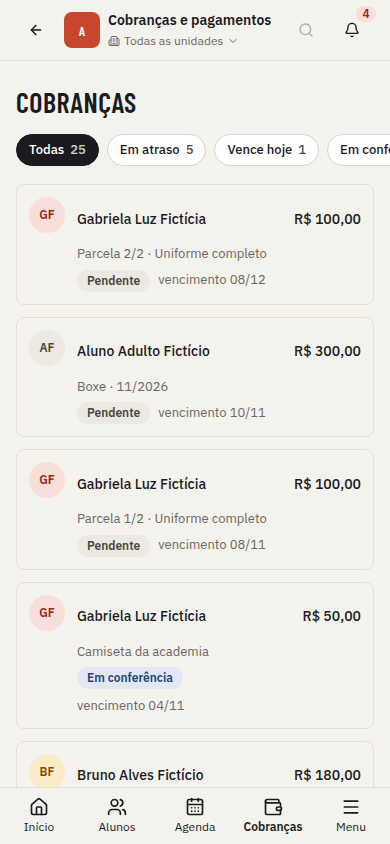 A
Cobranças e pagamentos
Todas as unidades
4
COBRANÇAS
Todas 25
Em atraso 5
Vence hoje 1
Em confe
GF
Gabriela Luz Fictícia
R$ 100,00
Parcela 2/2 · Uniforme completo
Pendente vencimento 08/12
AF
Aluno Adulto Fictício
R$ 300,00
Boxe · 11/2026
Pendente vencimento 10/11
GF
Gabriela Luz Fictícia
R$ 100,00
Parcela 1/2 · Uniforme completo
Pendente vencimento 08/11
GF
Gabriela Luz Fictícia
R$ 50,00
Camiseta da academia
Em conferência
vencimento 04/11
BF
Bruno Alves Fictício
R$ 180,00
Início
Alunos
Agenda
Cobranças
Menu